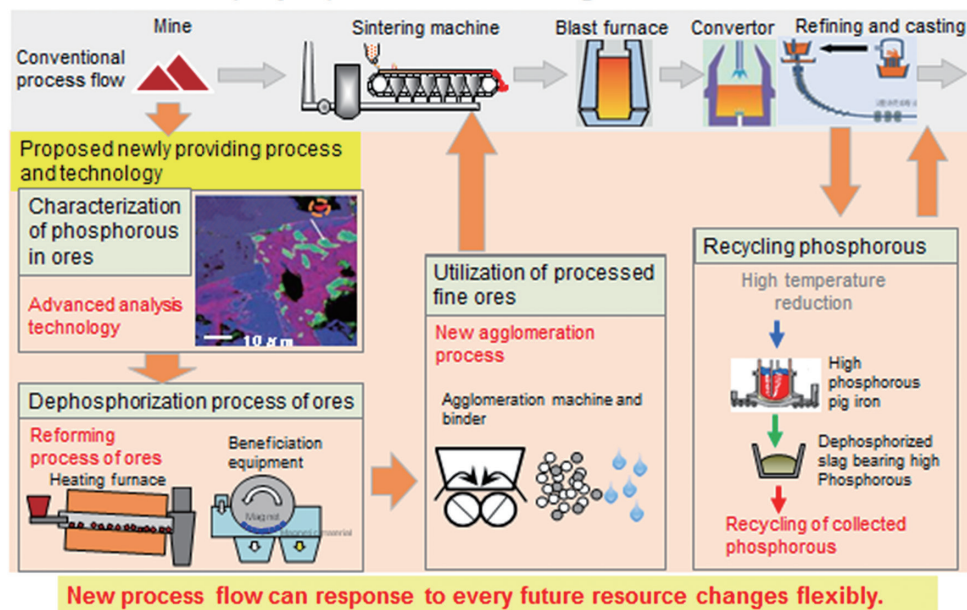 Mine
Sintering machine
Blast furnace
Convertor
Refining and casting
Conventional
process flow
Proposed newly providing process
and technology
Characterization
of phosphorous
in ores
Advanced analysis
technology
Dephosphorization process of ores
Reforming
process of ores
Heating furnace
Beneficiation
equipment
Magnet
Utilization of processed
fine ores
New agglomeration
process
Agglomeration machine and
binder
Recycling phosphorous
High temperature
reduction
High
phosphorous
pig iron
Dephosphorized
slag bearing high
Phosphorous
Recycling of collected
phosphorous
New process flow can response to every future resource changes flexibly.